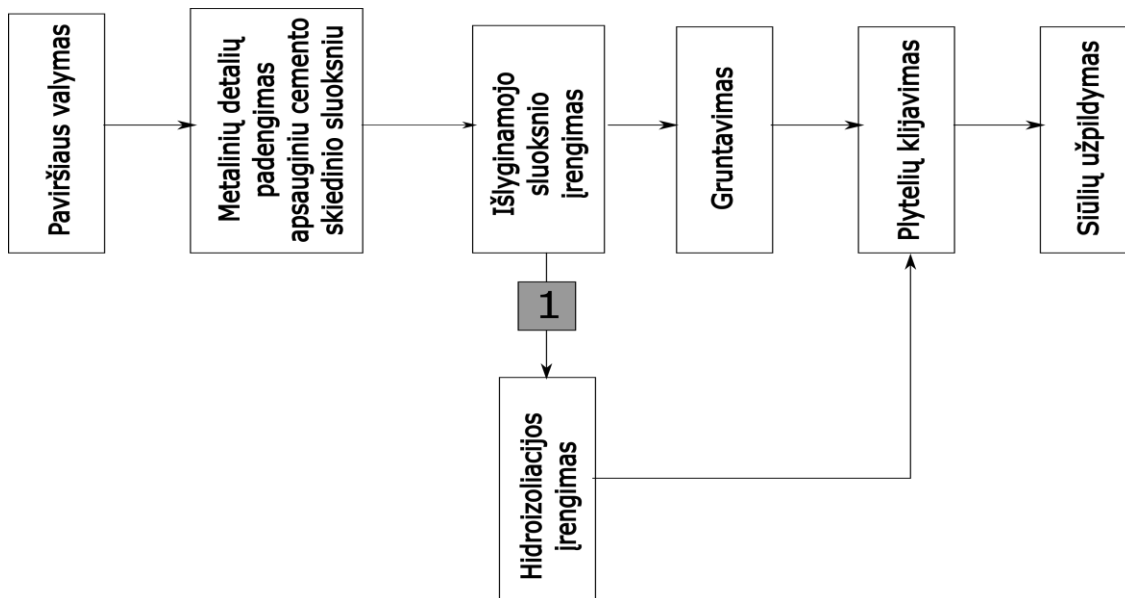 Paviršiaus valymas
Metalinių detalių
padengimas
apsauginiu cemento
skiedinio sluoksniu
Išlyginamojo
sluoksnio
įrengimas
Gruntavimas
Plytelių klijavimas
Siūlių užpildymas
1
Hidroizoliacijos
įrengimas